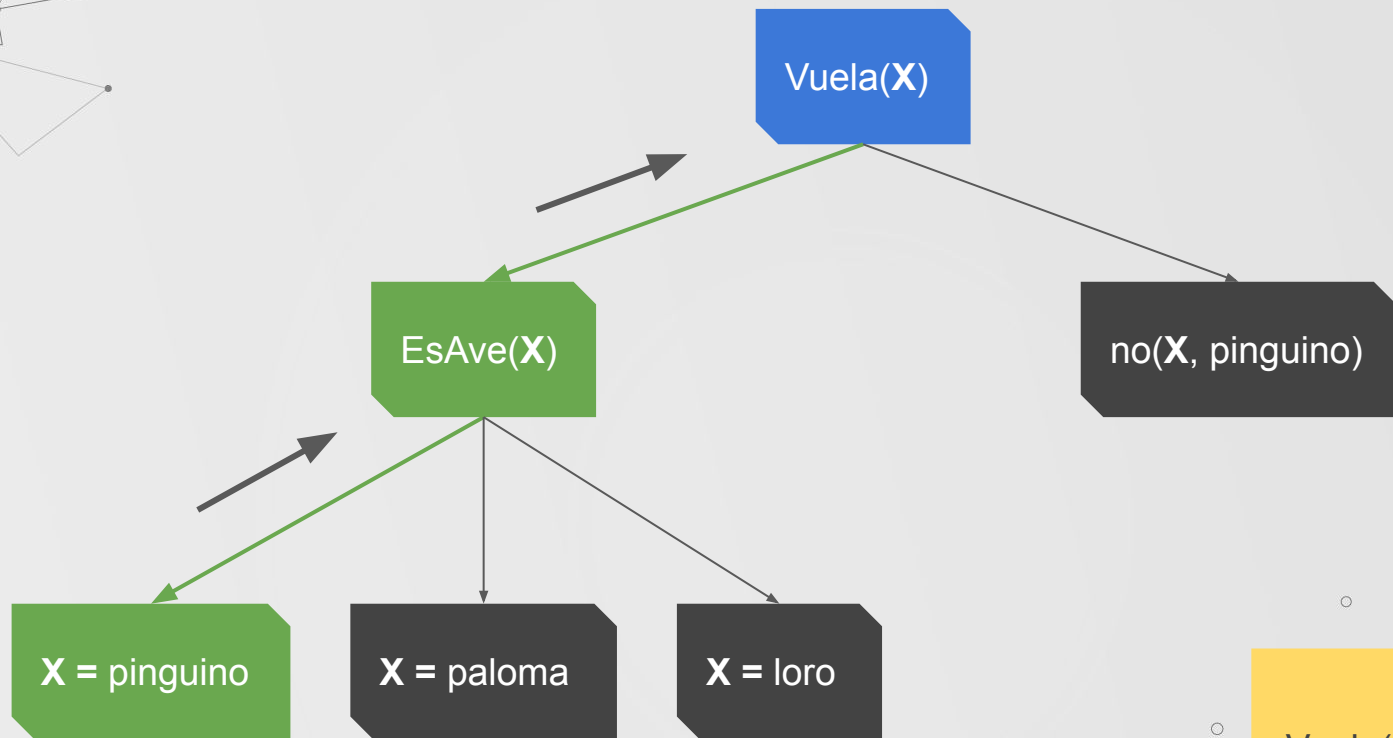 Vuela(X)
EsAve(X)
no(X, pinguino)
X = pinguino
X = paloma
X = loro